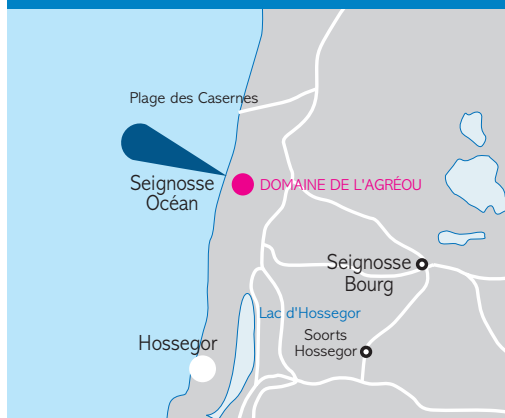 Plage des Casernes
Seignosse
Océan
DOMAINE DE L'AGRÉOU
Seignosse
Bourg
Lac d'Hossegor
Soorts
Hossegor
Hossegor